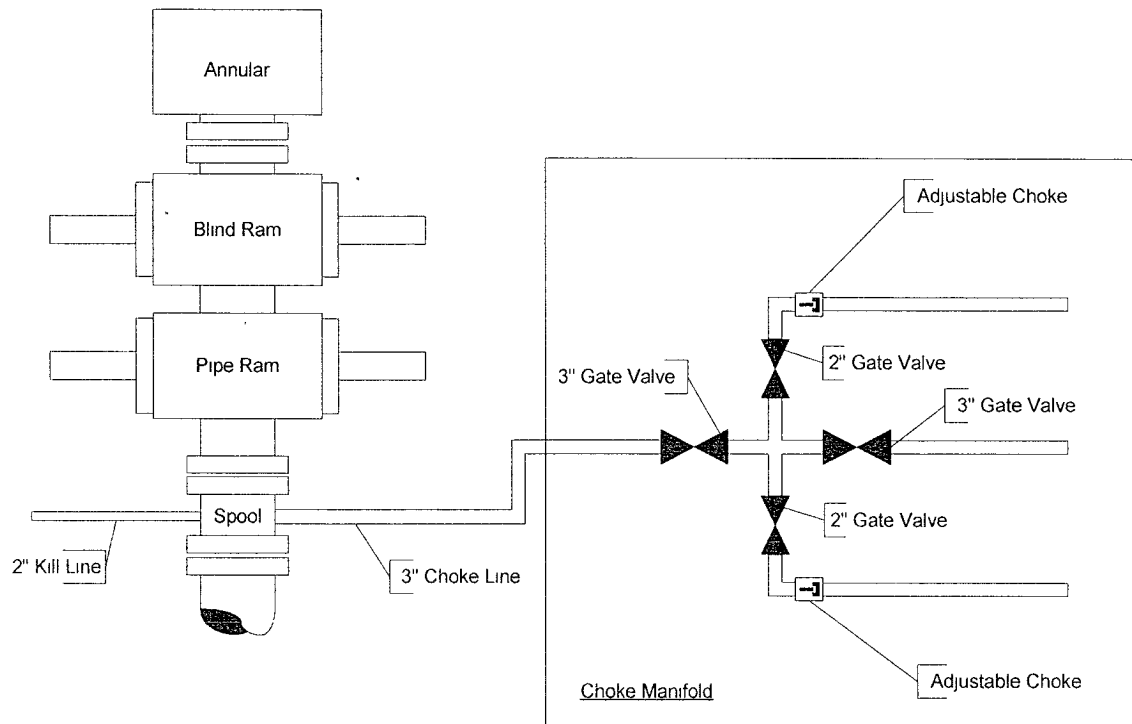 Annular
Adjustable Choke
Blind Ram
2" Gate Valve
Pipe Ram
3" Gate Valve
3" Gate Valve
Spool
2" Gate Valve
2" Kill Line
3" Choke Line
Adjustable Choke
Choke Manifold